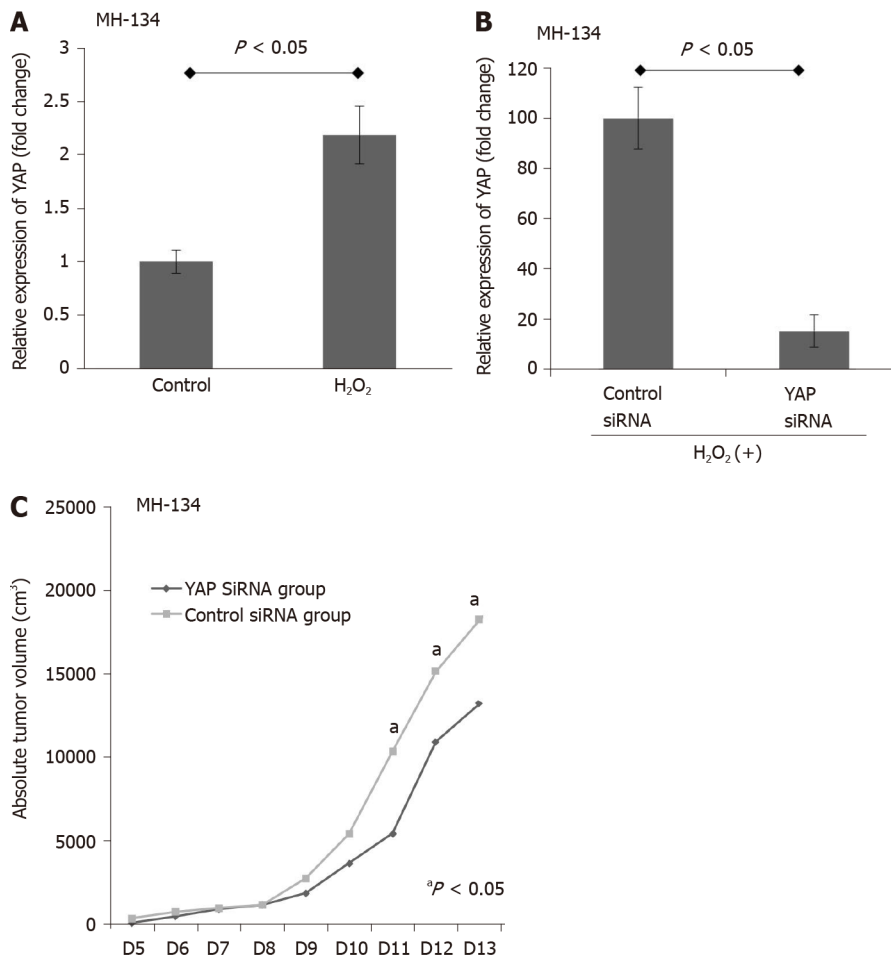 A
MH-134
P < 0.05
Relative expression of YAP (fold change)
3
2.5
2
1.5
1
0.5
0
Control
H₂O₂
B
MH-134
P < 0.05
Relative expression of YAP (fold change)
120
100
80
60
40
20
0
Control
siRNA
YAP
siRNA
H₂O₂ (+)
C
MH-134
Absolute tumor volume (cm³)
25000
20000
15000
10000
5000
0
YAP SiRNA group
Control siRNA group
a
a
a
ᵃP < 0.05
D5 D6 D7 D8 D9 D10 D11 D12 D13